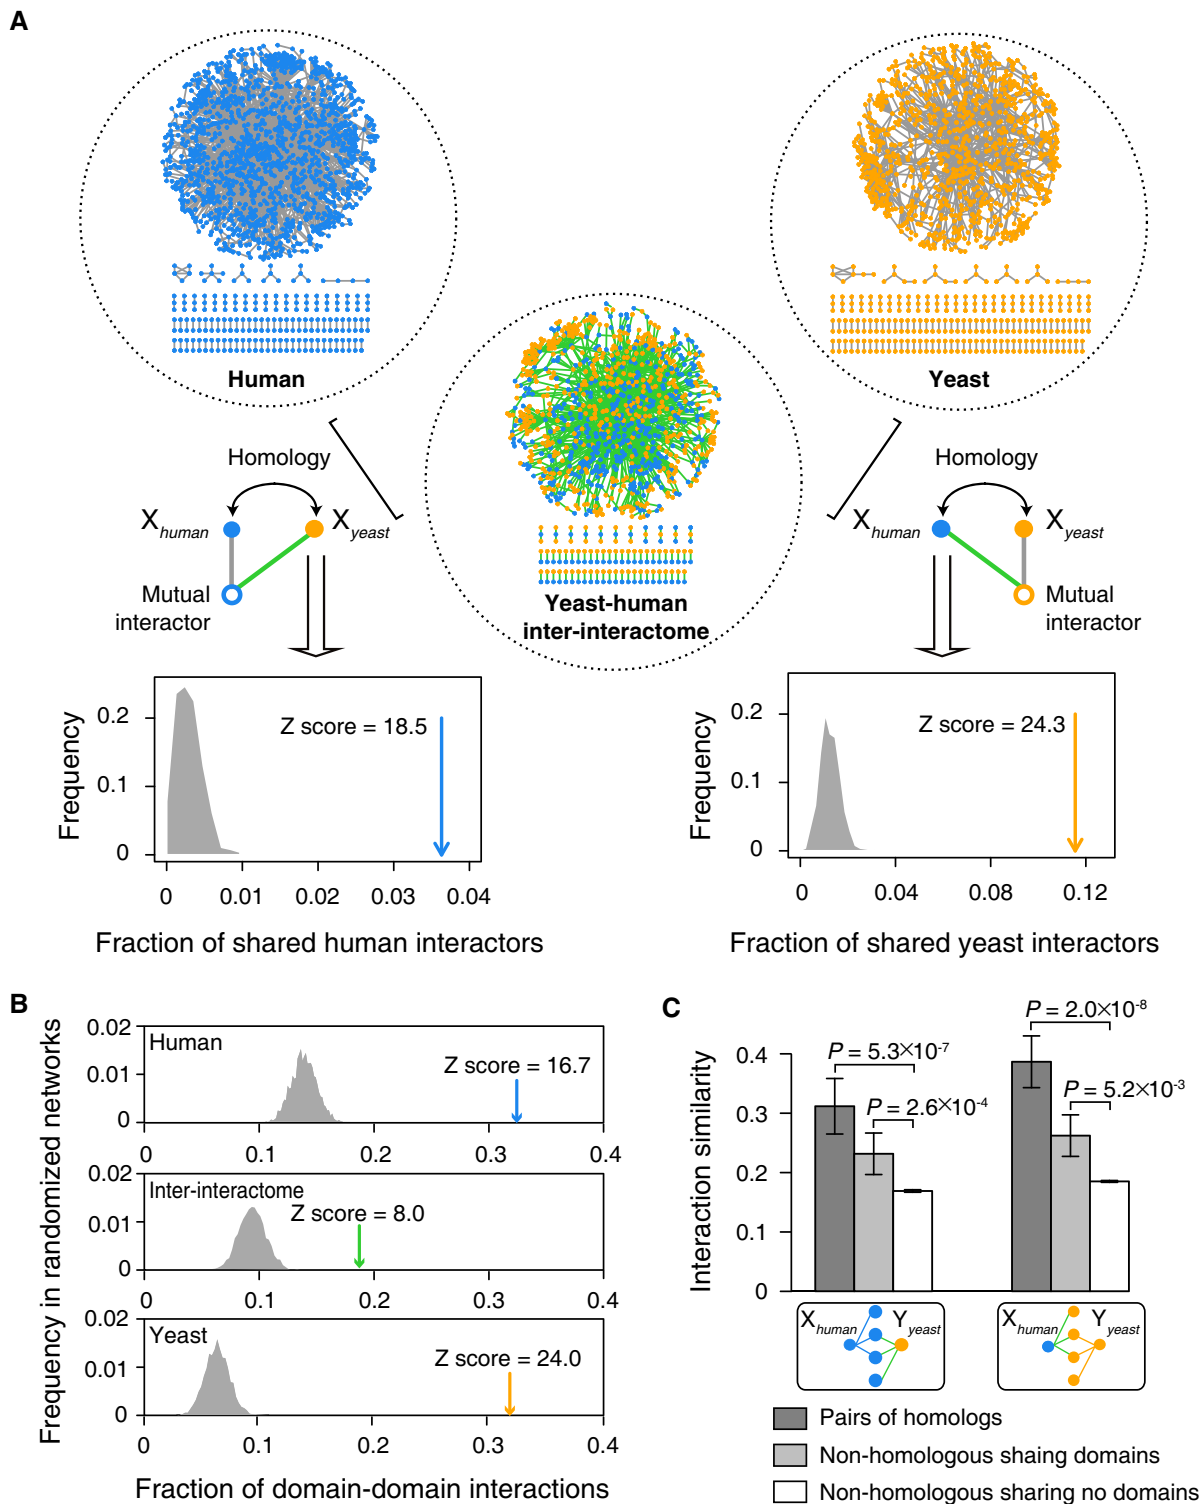 A
Human
Yeast
Yeast-human
inter-interactome
Homology
X human
X yeast
Mutual
interactor
Homology
X human
X yeast
Mutual
interactor
Frequency
0.2
0.1
0
Z score = 18.5
0 0.01 0.02 0.03 0.04
Fraction of shared human interactors
Frequency
0.2
0.1
0
Z score = 24.3
0 0.04 0.08 0.12
Fraction of shared yeast interactors
B
Frequency in randomized networks
0.02
0.01
0
Human
Z score = 16.7
0 0.1 0.2 0.3 0.4
0.02
0.01
0
Inter-interactome
Z score = 8.0
0 0.1 0.2 0.3 0.4
0.02
0.01
0
Yeast
Z score = 24.0
0 0.1 0.2 0.3 0.4
Fraction of domain-domain interactions
C
Interaction similarity
0.4
0.3
0.2
0.1
0
P = 5.3×10-7
P = 2.6×10-4
P = 2.0×10-8
P = 5.2×10-3
X human Y yeast
X human Y yeast
Pairs of homologs
Non-homologous shaing domains
Non-homologous sharing no domains